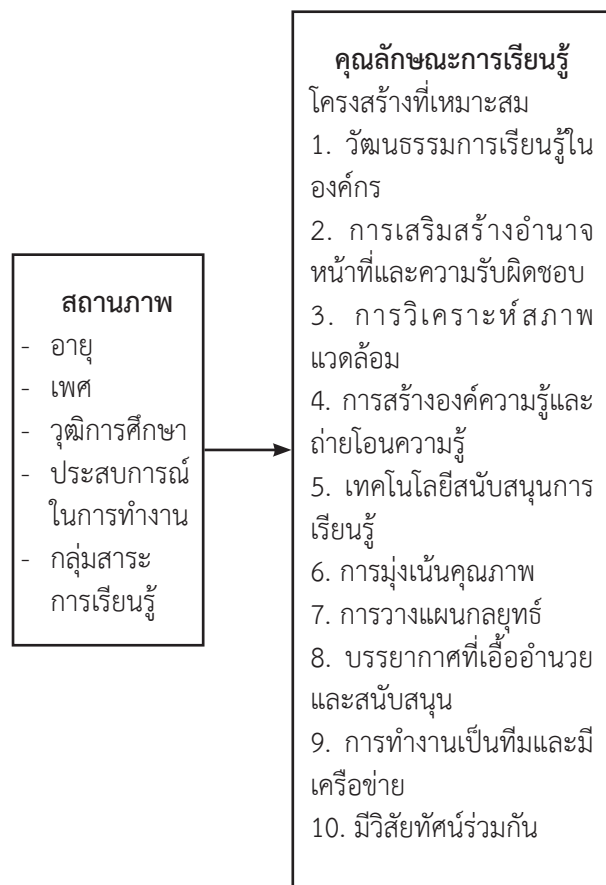 สถานภาพ
- อายุ
- เพศ
- วุฒิการศึกษา
- ประสบการณ์
ในการทำงาน
- กลุ่มสาระ
การเรียนรู้
คุณลักษณะการเรียนรู้
โครงสร้างที่เหมาะสม
1. วัฒนธรรมการเรียนรู้ใน
องค์กร
2. การเสริมสร้างอำนาจ
หน้าที่และความรับผิดชอบ
3. การวิเคราะห์สภาพ
แวดล้อม
4. การสร้างองค์ความรู้และ
ถ่ายโอนความรู้
5. เทคโนโลยีสนับสนุนการ
เรียนรู้
6. การมุ่งเน้นคุณภาพ
7. การวางแผนกลยุทธ์
8. บรรยากาศที่เอื้ออำนวย
และสนับสนุน
9. การทำงานเป็นทีมและมี
เครือข่าย
10. มีวิสัยทัศน์ร่วมกัน